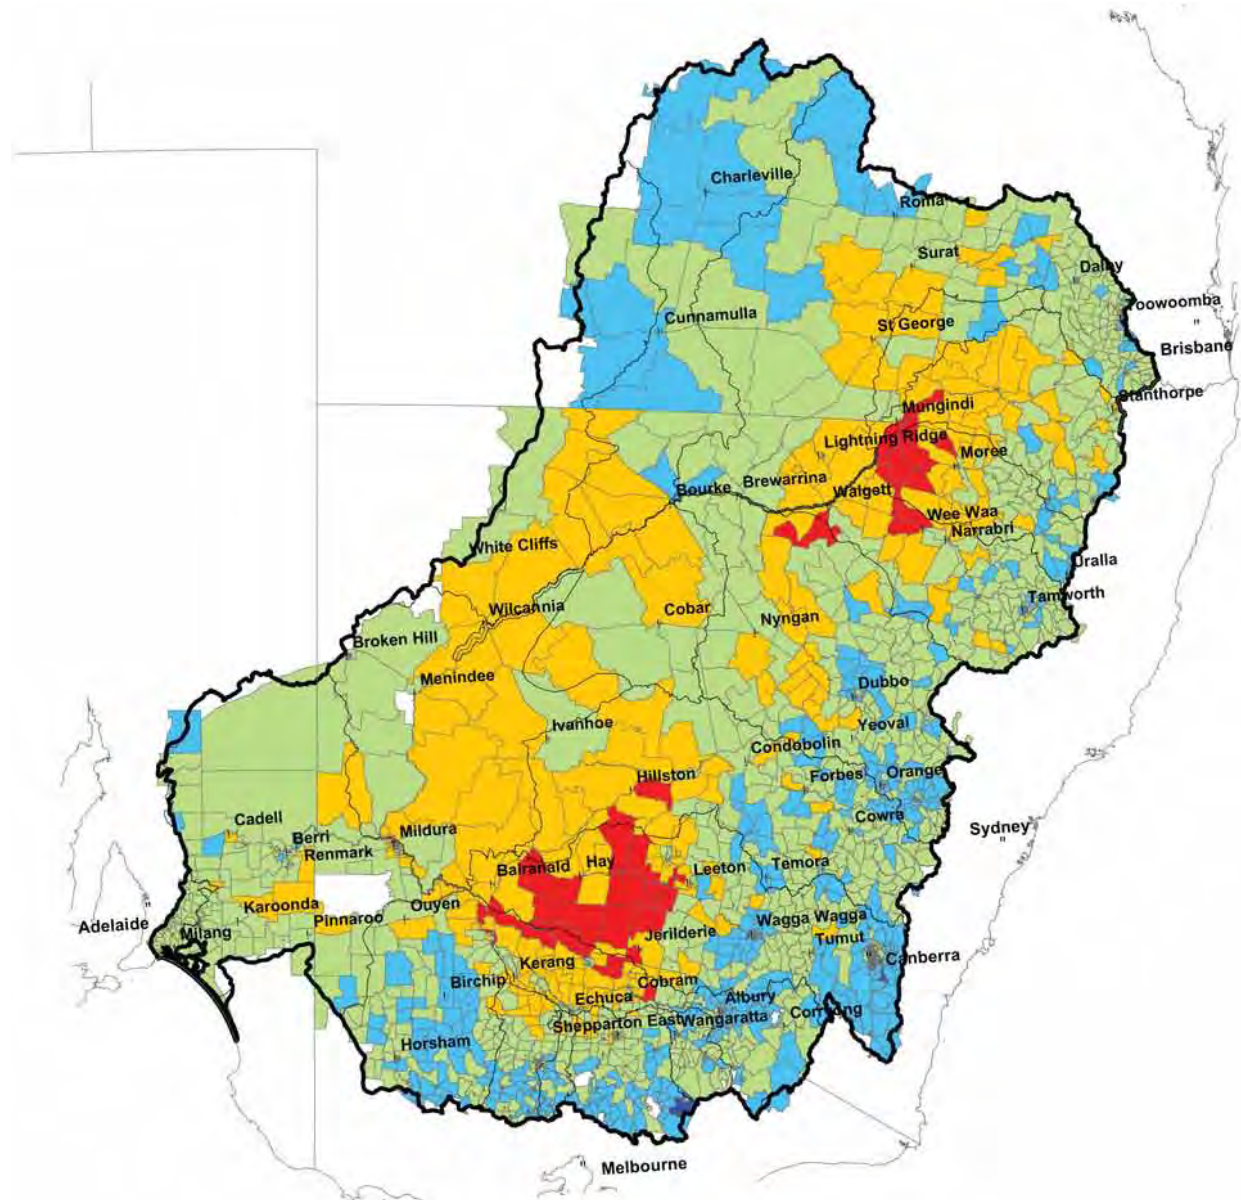 Charleville
Roma
Surat
Dalby
Toowoomba
Cunnamulla
St George
Brisbane
Stanthorpe
Mungindi
Lightning Ridge
Moree
Brewarrina
Bourke
Walgett
Wee Waa
Narrabri
White Cliffs
Uralla
Tamworth
Wilcannia
Cobar
Nyngan
Broken Hill
Menindee
Dubbo
Ivanhoe
Yeoval
Condobolin
Hillston
Forbes
Orange
Cadell
Cowra
Berri
Mildura
Sydney
Renmark
Balranald
Hay
Leeton
Temora
Karoonda
Ouyen
Pinnaroo
Wagga Wagga
Adelaide
Milang
Jerilderie
Tumut
Canberra
Kerang
Birchip
Cobram
Echuca
Albury
Corryong
Shepparton East
Wangaratta
Horsham
Melbourne